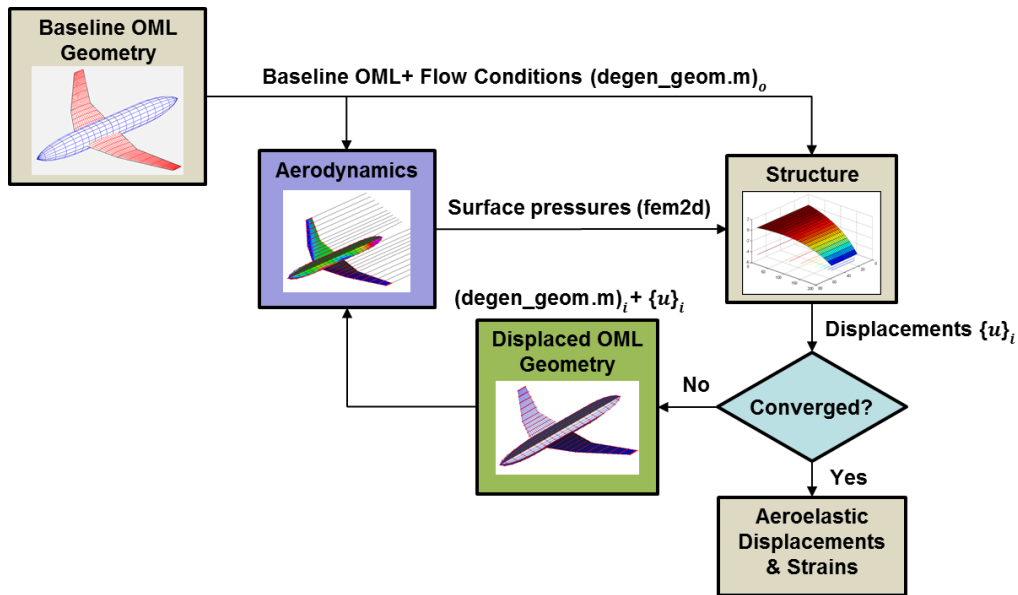 Baseline OML
Geometry
Baseline OML+ Flow Conditions (degen_geom.m)ₒ
Aerodynamics
Structure
Surface pressures (fem2d)
(degen_geom.m)ᵢ+ {u}ᵢ
Displacements {u}ᵢ
Displaced OML
Geometry
No
Converged?
Yes
Aeroelastic
Displacements
& Strains